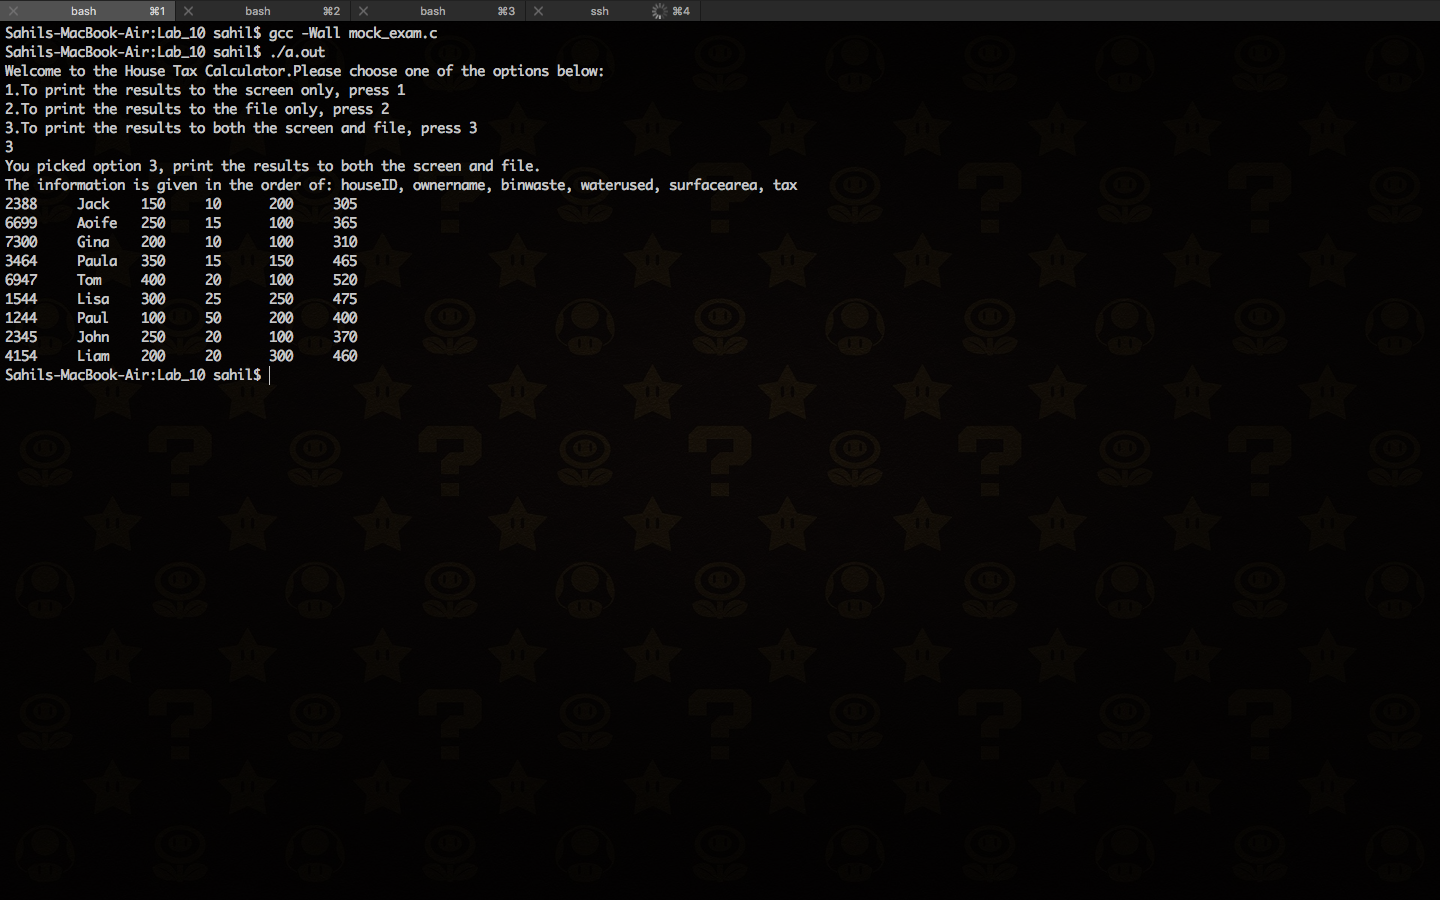 bash ⌘1 bash ⌘2 bash ⌘3 ssh ⌘4
Sahils-MacBook-Air:Lab_10 sahil$ gcc -Wall mock_exam.c
Sahils-MacBook-Air:Lab_10 sahil$ ./a.out
Welcome to the House Tax Calculator.Please choose one of the options below:
1.To print the results to the screen only, press 1
2.To print the results to the file only, press 2
3.To print the results to both the screen and file, press 3
3
You picked option 3, print the results to both the screen and file.
The information is given in the order of: houseID, ownername, binwaste, waterused, surfacearea, tax
2388 Jack 150 10 200 305
6699 Aoife 250 15 100 365
7300 Gina 200 10 100 310
3464 Paula 350 15 150 465
6947 Tom 400 20 100 520
1544 Lisa 300 25 250 475
1244 Paul 100 50 200 400
2345 John 250 20 100 370
4154 Liam 200 20 300 460
Sahils-MacBook-Air:Lab_10 sahil$